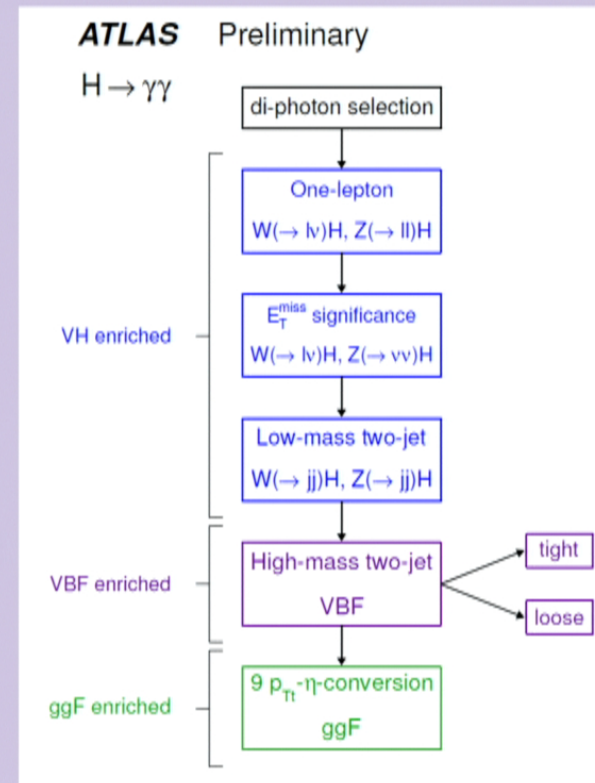 ATLAS Preliminary
H → γγ
di-photon selection
One-lepton
W(→ lν)H, Z(→ ll)H
E_T^miss significance
W(→ lν)H, Z(→ νν)H
VH enriched
Low-mass two-jet
W(→ jj)H, Z(→ jj)H
High-mass two-jet
VBF
VBF enriched
tight
loose
9 p_Tt-η-conversion
ggF
ggF enriched